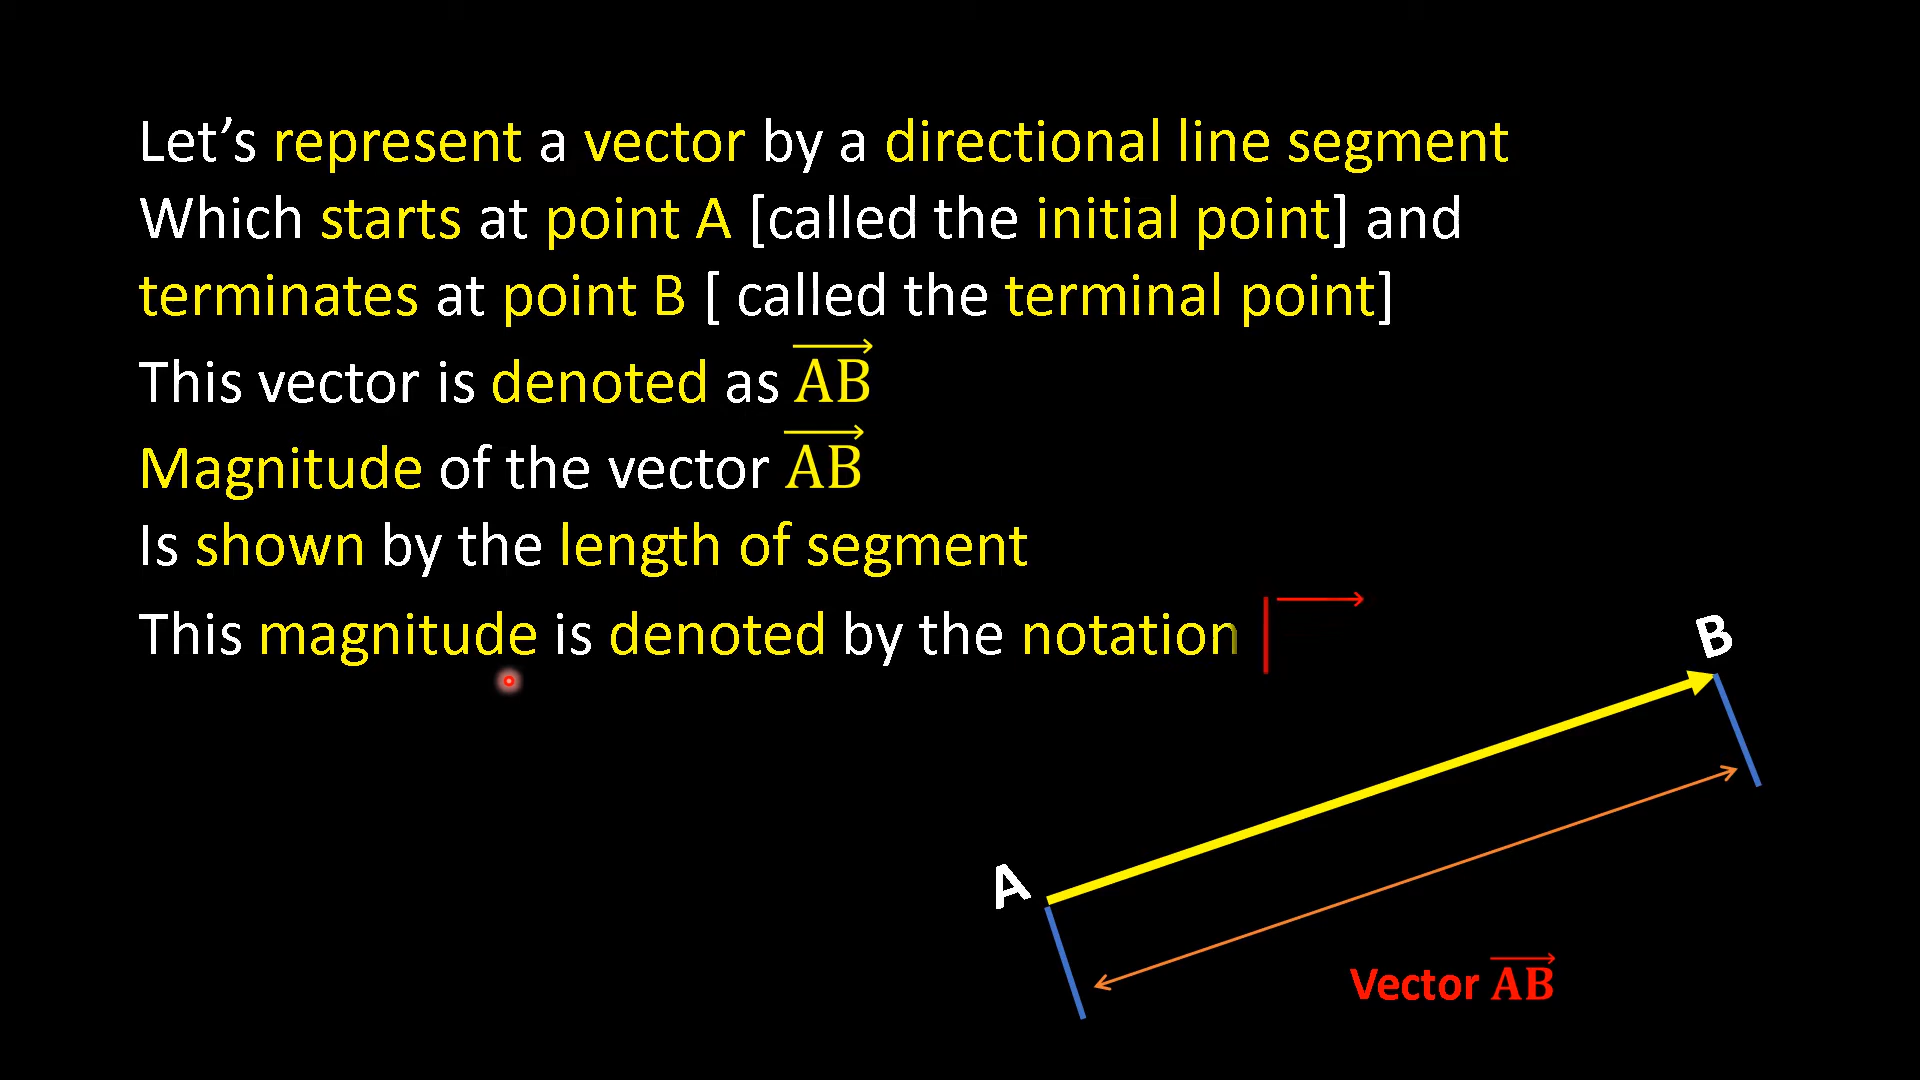 Let’s represent a vector by a directional line segment
Which starts at point A [called the initial point] and
terminates at point B [ called the terminal point]
This vector is denoted as $\overrightarrow{AB}$
Magnitude of the vector $\overrightarrow{AB}$
Is shown by the length of segment
This magnitude is denoted by the notation |→
B
A
Vector $\overrightarrow{AB}$